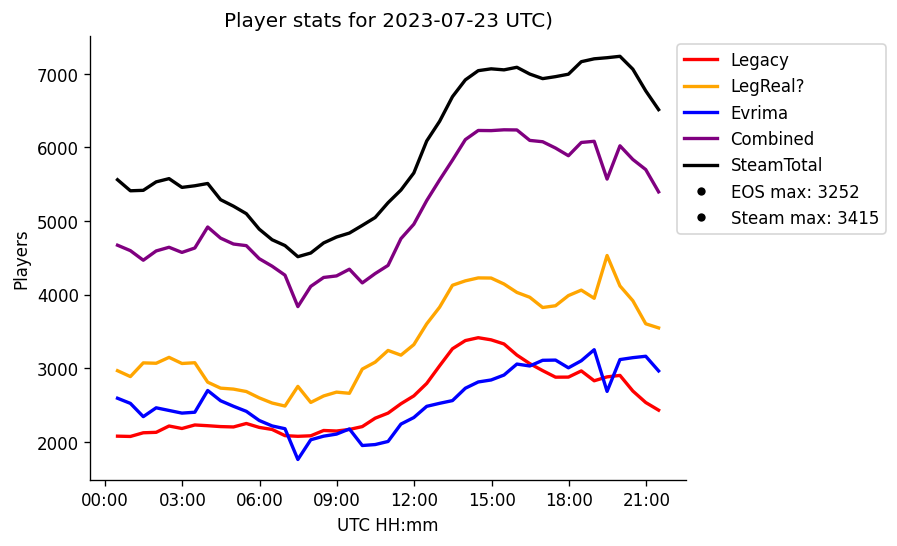 Player stats for 2023-07-23 UTC)
Legacy
LegReal?
Evrima
Combined
SteamTotal
EOS max: 3252
Steam max: 3415
Players
7000
6000
5000
4000
3000
2000
00:00 03:00 06:00 09:00 12:00 15:00 18:00 21:00
UTC HH:mm